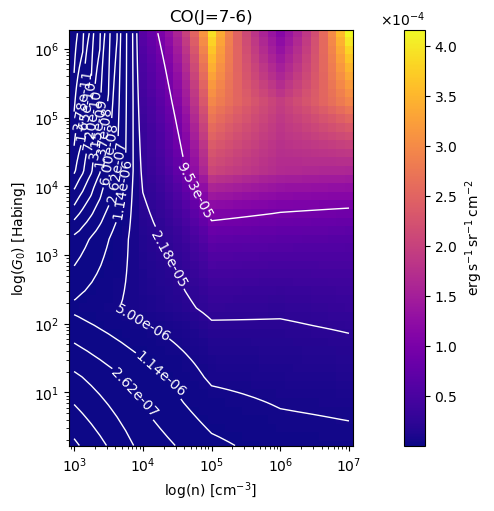 CO(J=7-6)
×10⁻⁴
10⁶
10⁵
10⁴
10³
10²
10¹
log(G₀) [Habing]
10³ 10⁴ 10⁵ 10⁶ 10⁷
log(n) [cm⁻³]
6.00e-08
2.62e-07
1.14e-06
9.53e-05
2.18e-05
5.00e-06
1.14e-06
2.62e-07
4.0
3.5
3.0
2.5
2.0
1.5
1.0
0.5
erg s⁻¹ sr⁻¹ cm⁻²